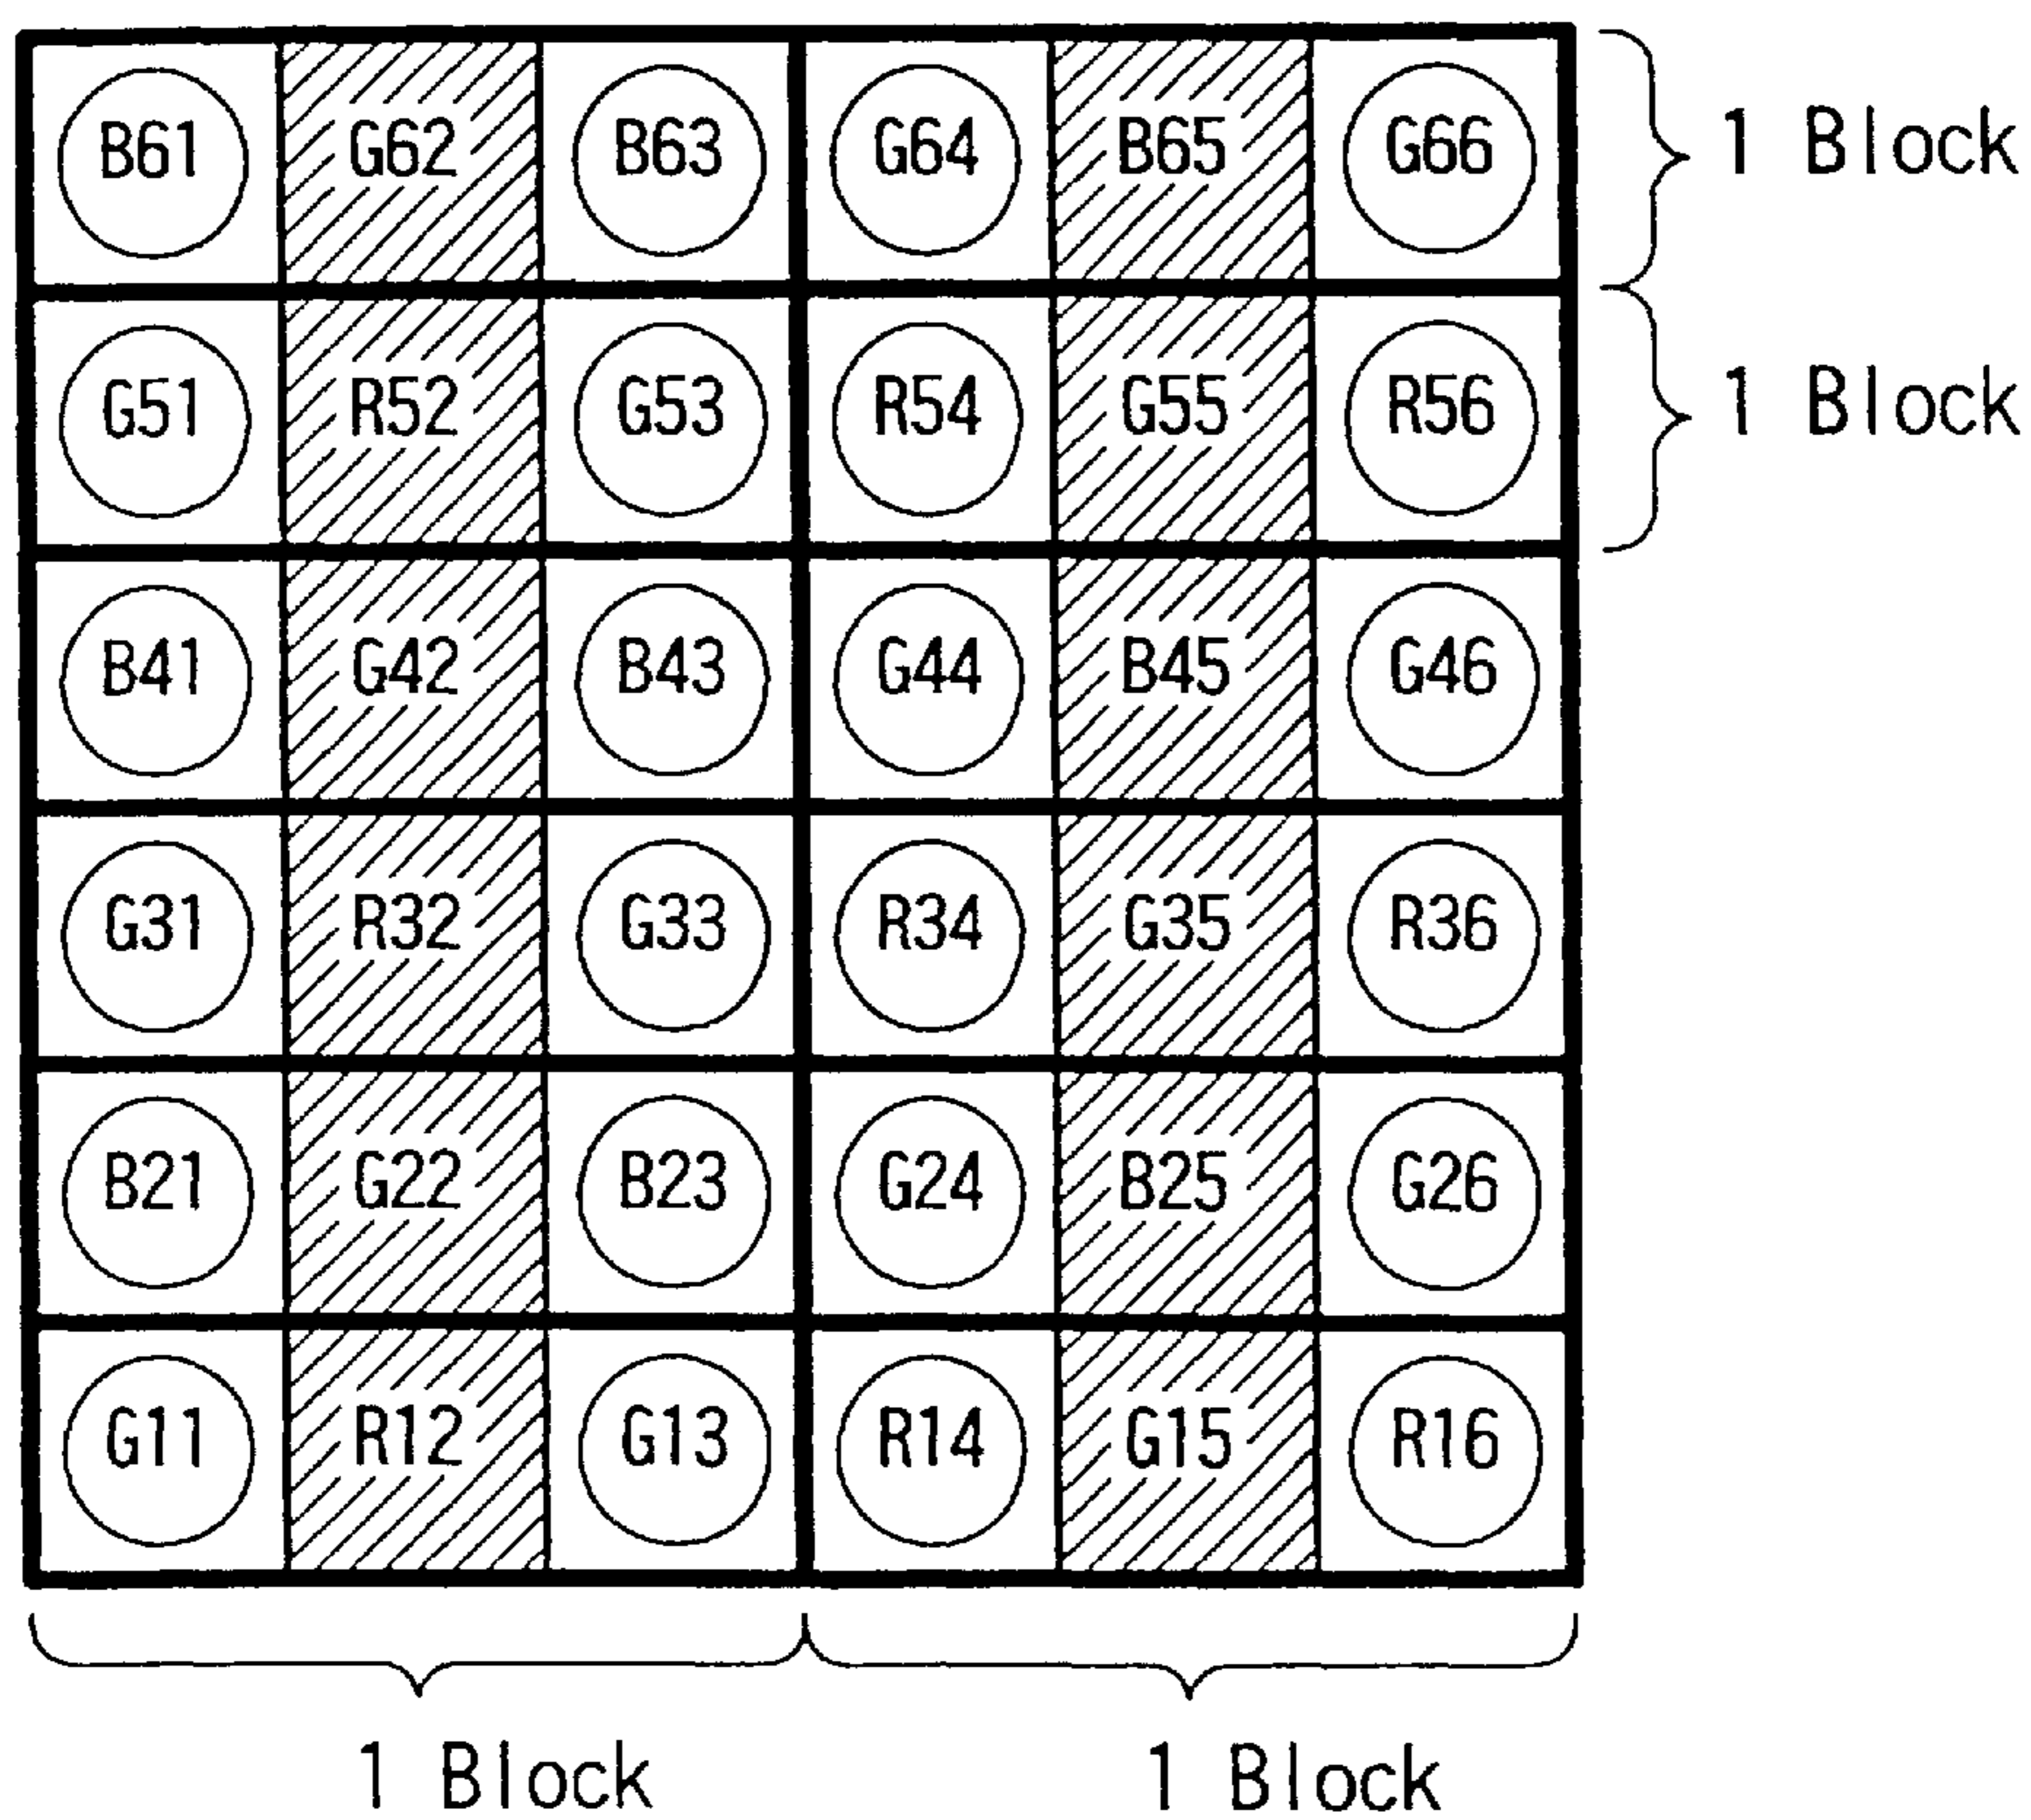 B61 G62 B63 G64 B65 G66 1 Block
G51 R52 G53 R54 G55 R56 1 Block
B41 G42 B43 G44 B45 G46
G31 R32 G33 R34 G35 R36
B21 G22 B23 G24 B25 G26
G11 R12 G13 R14 G15 R16
1 Block 1 Block